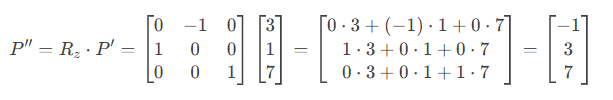 P'' = R_z · P' = [0 −1 0; 1 0 0; 0 0 1] [3; 1; 7] = [0 · 3 + (−1) · 1 + 0 · 7; 1 · 3 + 0 · 1 + 0 · 7; 0 · 3 + 0 · 1 + 1 · 7] = [−1; 3; 7]